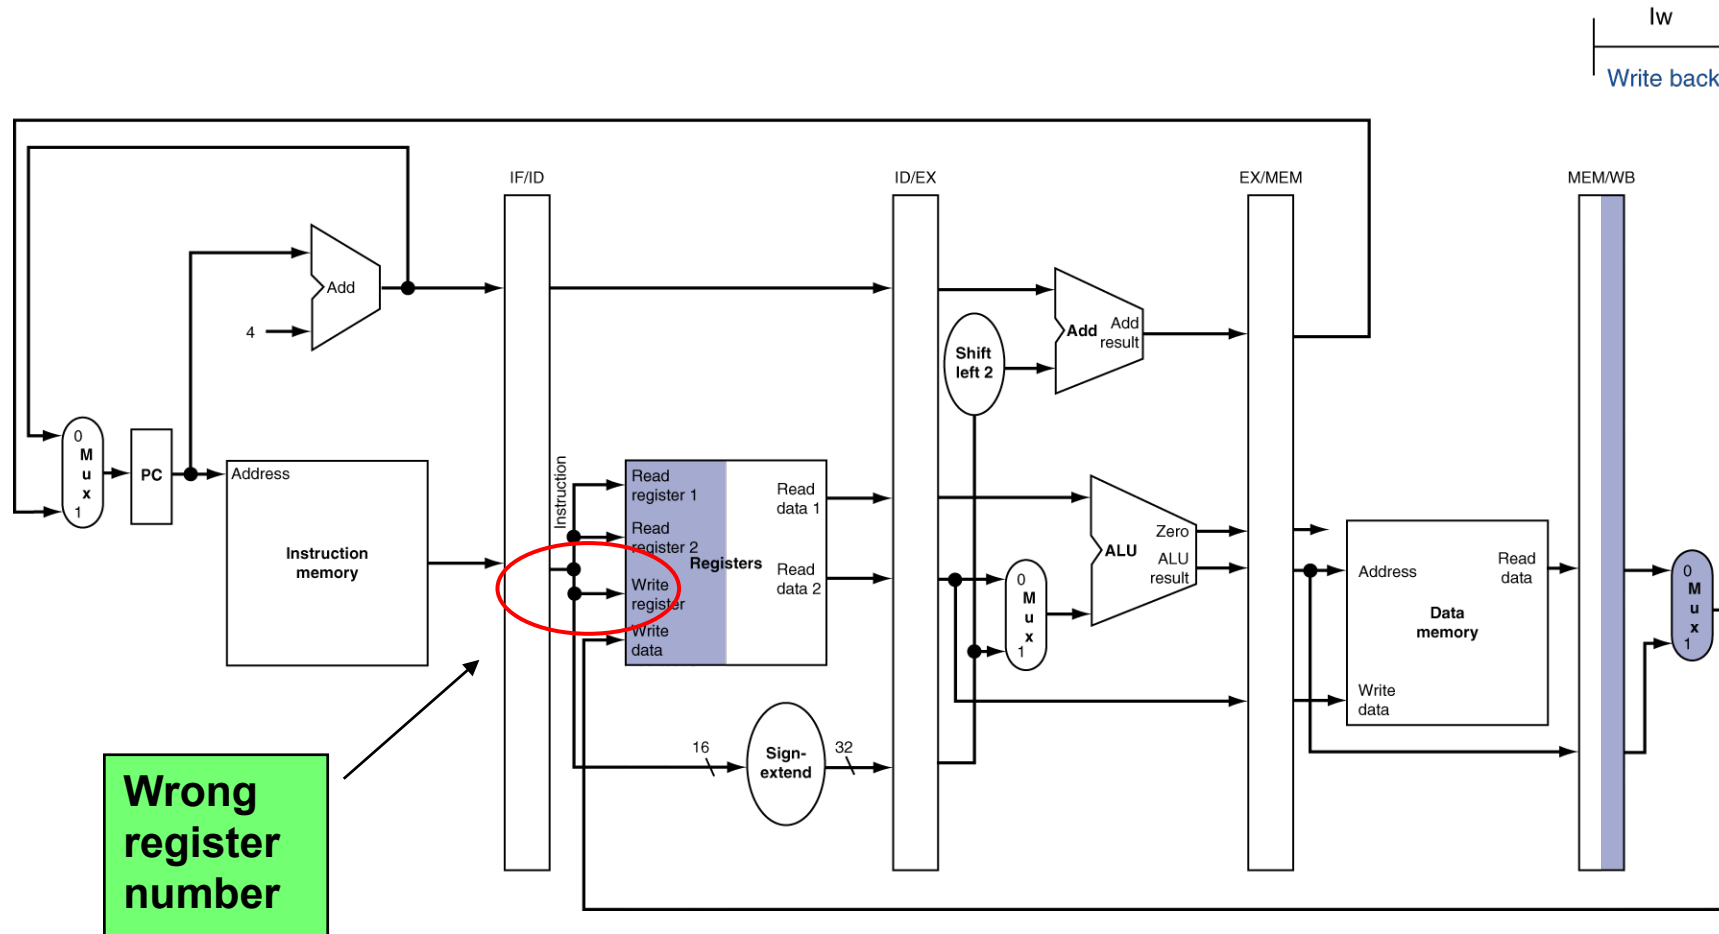 lw
Write back
IF/ID
ID/EX
EX/MEM
MEM/WB
Add
4
Add
Add
result
Shift
left 2
0
M
u
x
1
PC
Address
Instruction
memory
Instruction
Read
register 1
Read
register 2
Registers
Write
register
Write
data
Read
data 1
Read
data 2
0
M
u
x
1
Zero
ALU
ALU
result
Address
Read
data
Data
memory
Write
data
0
M
u
x
1
16
Sign-
extend
32
Wrong
register
number